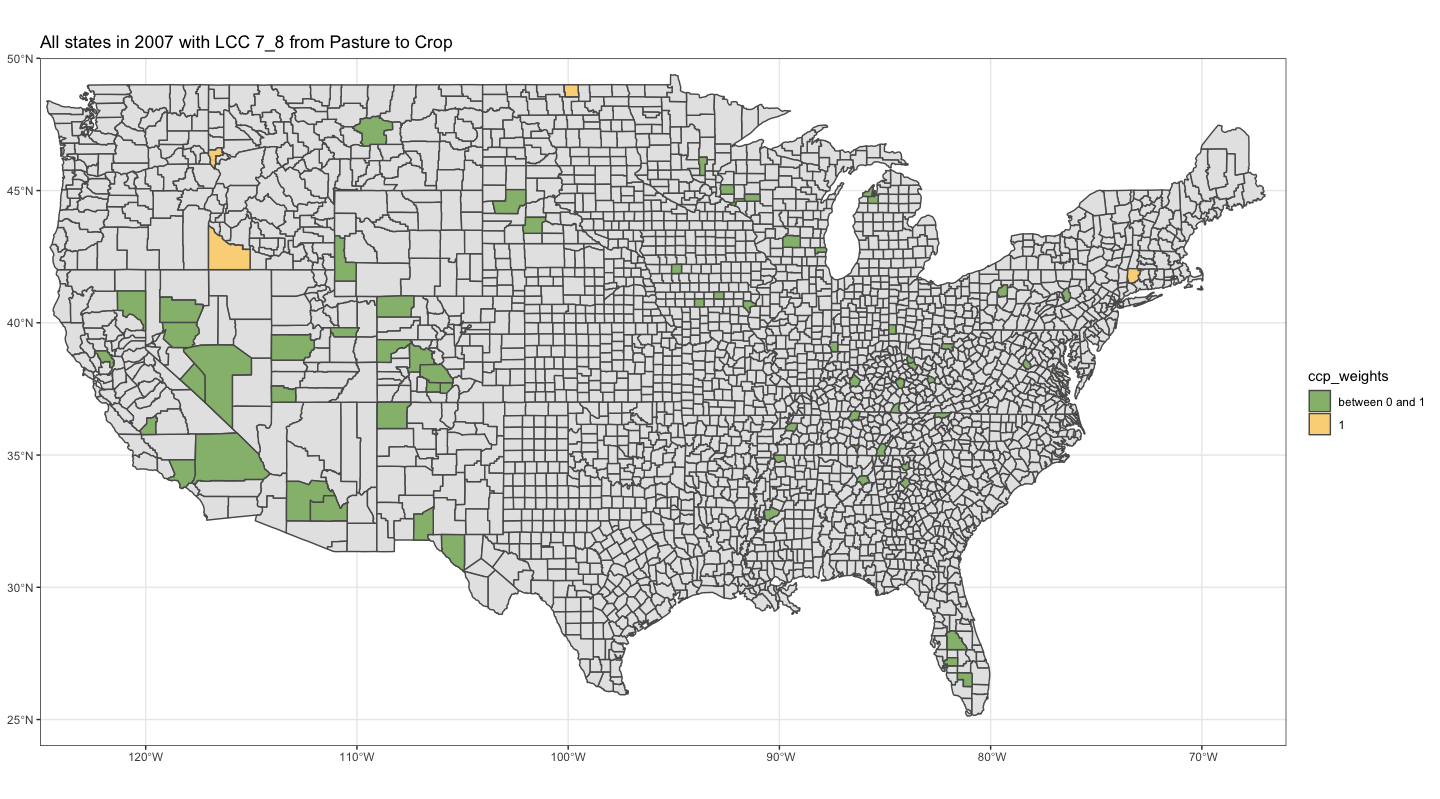 All states in 2007 with LCC 7_8 from Pasture to Crop
50°N
45°N
40°N
35°N
30°N
25°N
120°W
110°W
100°W
90°W
80°W
70°W
ccp_weights
between 0 and 1
1